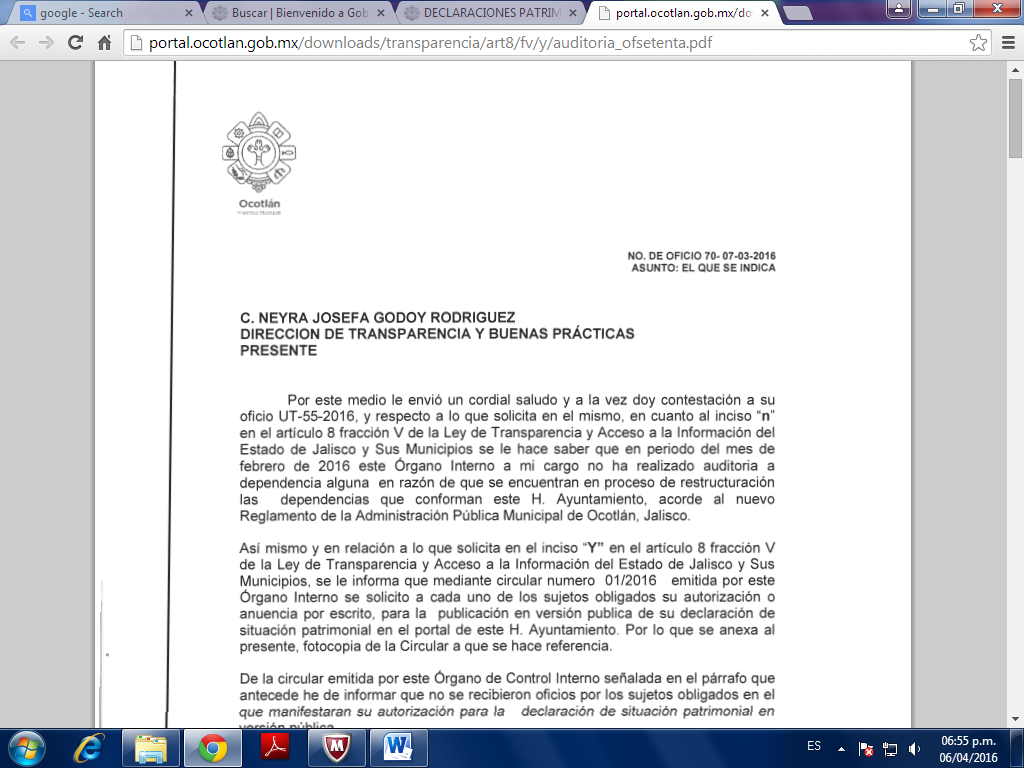 google - Search
Buscar | Bienvenido a Gob
DECLARACIONES PATRIM
portal.ocotlan.gob.mx/do
portal.ocotlan.gob.mx/downloads/transparencia/art8/fv/y/auditoria_ofsetenta.pdf
Ocotlán
NO. DE OFICIO 70- 07-03-2016
ASUNTO: EL QUE SE INDICA
C. NEYRA JOSEFA GODOY RODRIGUEZ
DIRECCION DE TRANSPARENCIA Y BUENAS PRÁCTICAS
PRESENTE
Por este medio le envió un cordial saludo y a la vez doy contestación a su
oficio UT-55-2016, y respecto a lo que solicita en el mismo, en cuanto al inciso “n”
en el artículo 8 fracción V de la Ley de Transparencia y Acceso a la Información del
Estado de Jalisco y Sus Municipios se le hace saber que en periodo del mes de
febrero de 2016 este Órgano Interno a mi cargo no ha realizado auditoria a
dependencia alguna en razón de que se encuentran en proceso de restructuración
las dependencias que conforman este H. Ayuntamiento, acorde al nuevo
Reglamento de la Administración Pública Municipal de Ocotlán, Jalisco.
Así mismo y en relación a lo que solicita en el inciso “Y” en el artículo 8 fracción V
de la Ley de Transparencia y Acceso a la Información del Estado de Jalisco y Sus
Municipios, se le informa que mediante circular numero 01/2016 emitida por este
Órgano Interno se solicito a cada uno de los sujetos obligados su autorización o
anuencia por escrito, para la publicación en versión publica de su declaración de
situación patrimonial en el portal de este H. Ayuntamiento. Por lo que se anexa al
presente, fotocopia de la Circular a que se hace referencia.
De la circular emitida por este Órgano de Control Interno señalada en el párrafo que
antecede he de informar que no se recibieron oficios por los sujetos obligados en el
que manifestaran su autorización para la declaración de situación patrimonial en
versión pública
ES
06:55 p.m.
06/04/2016